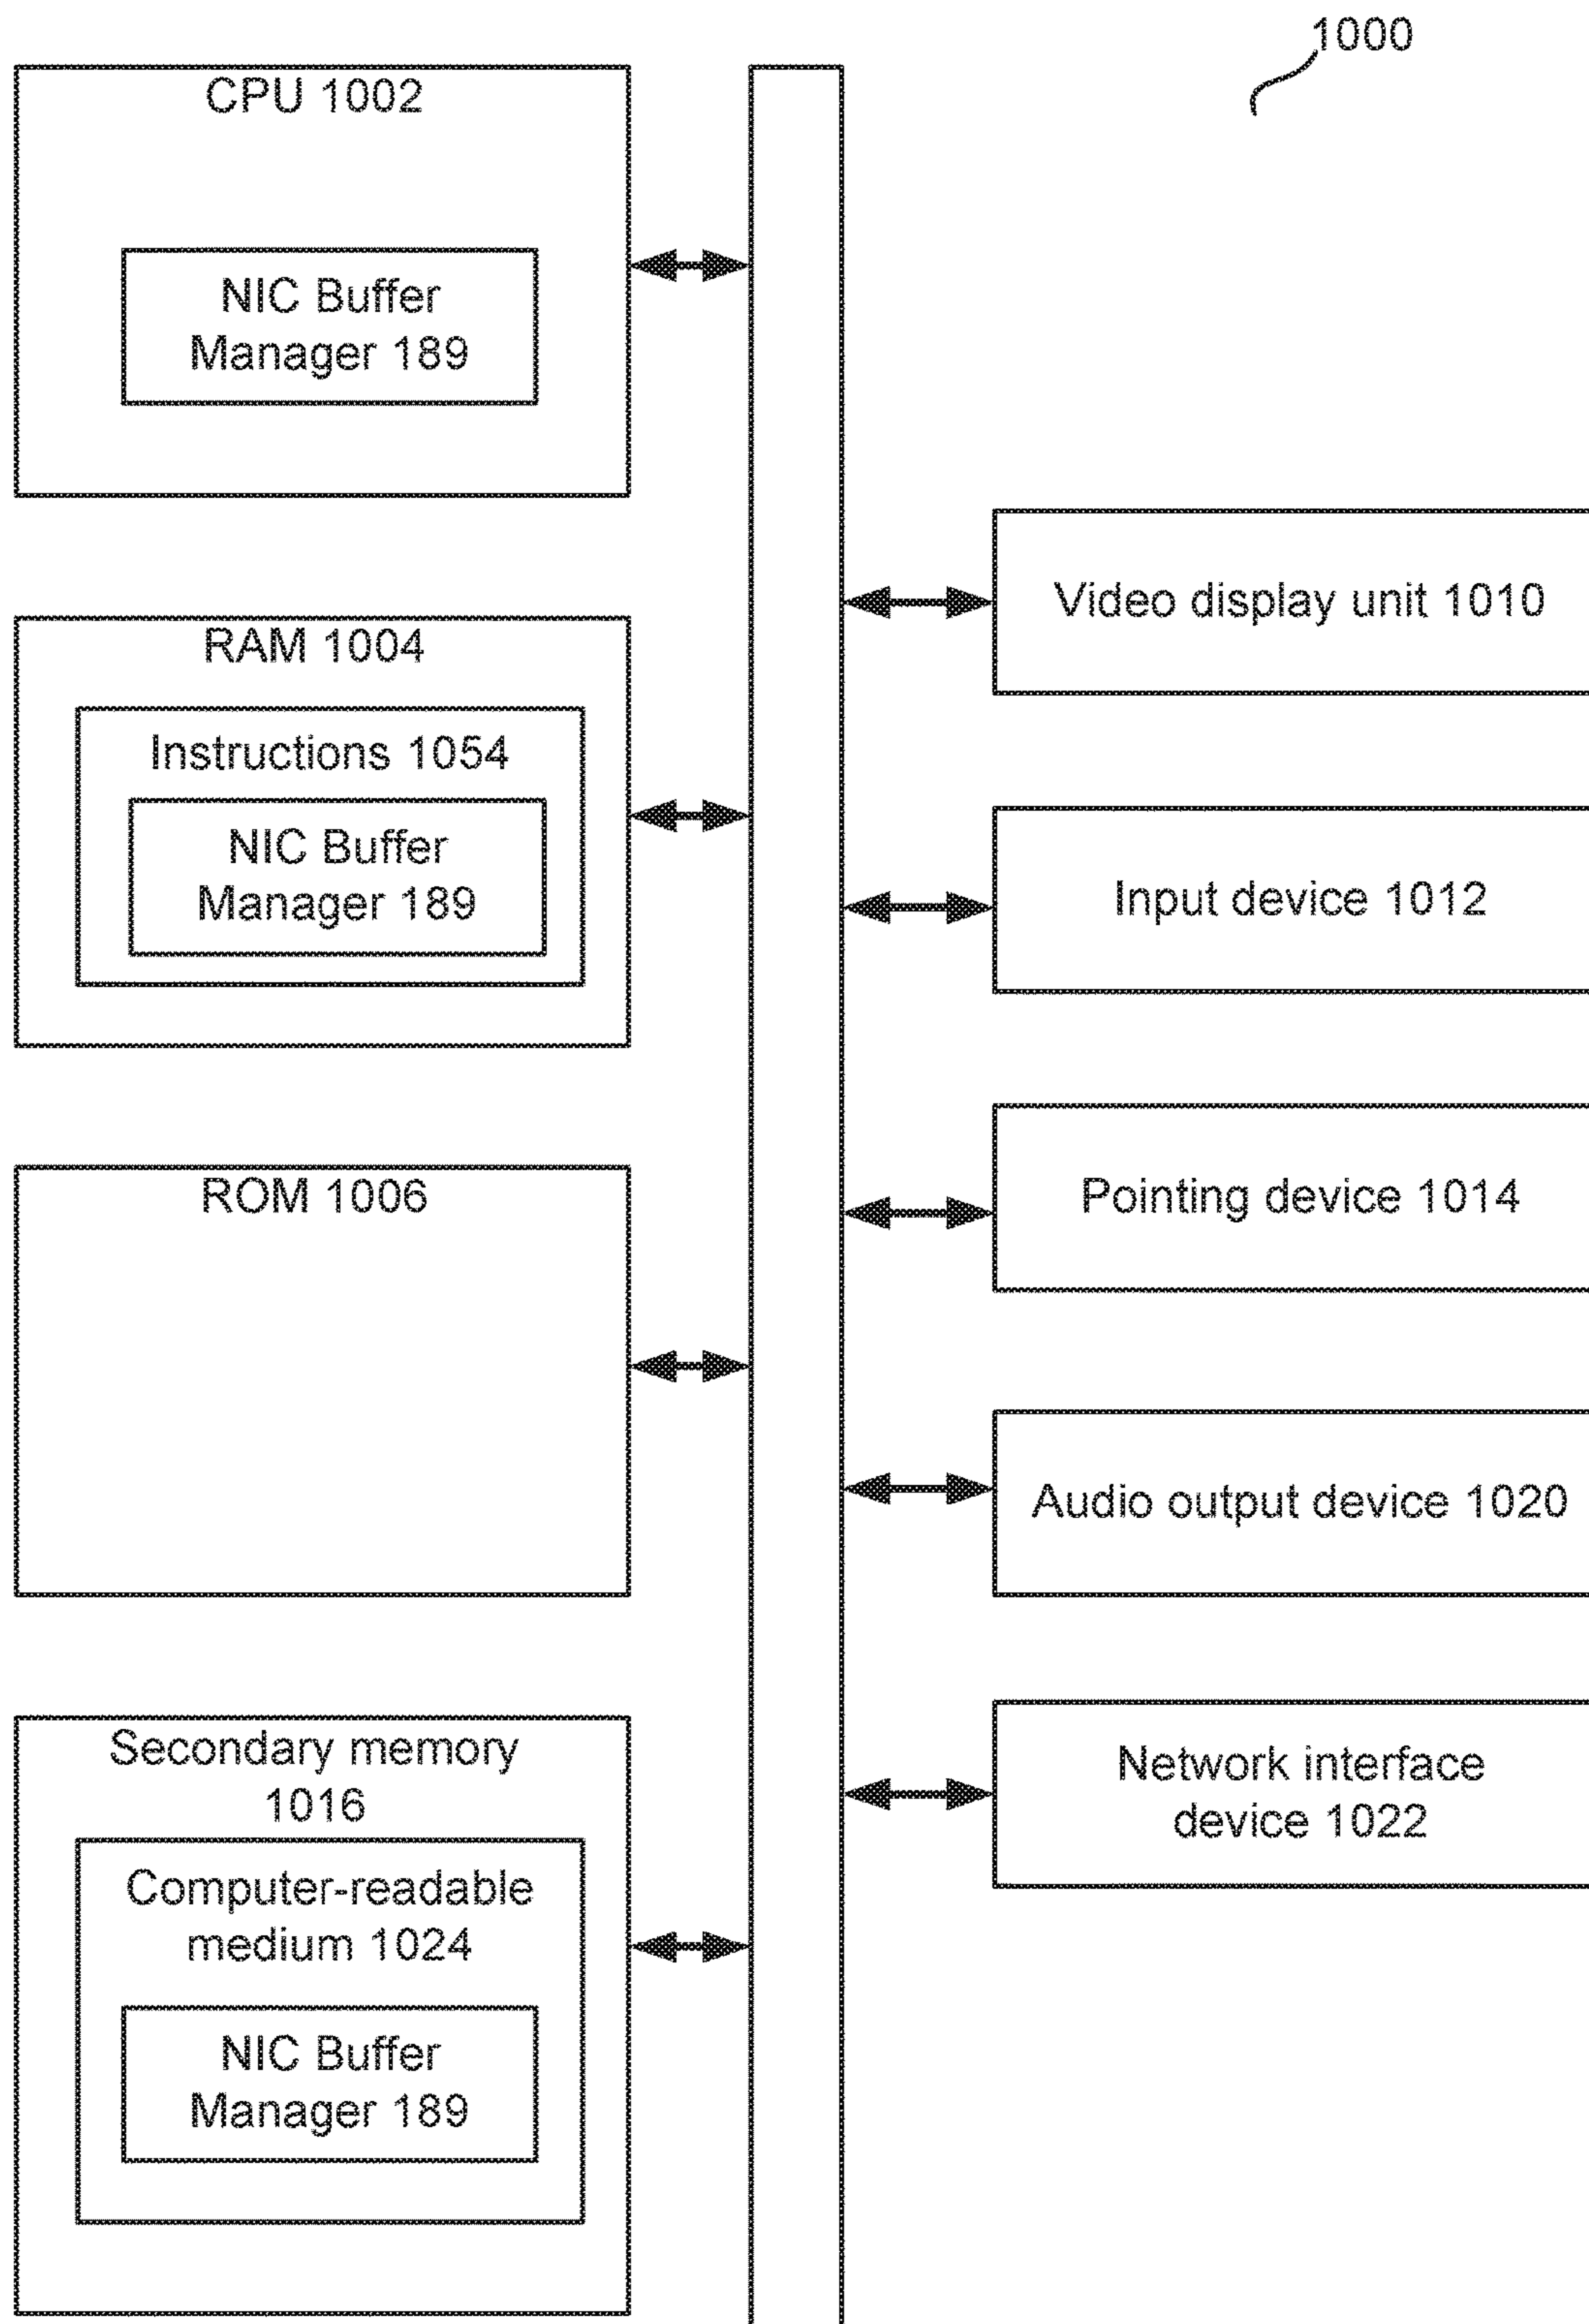 1000
CPU 1002
NIC Buffer
Manager 189
RAM 1004
Instructions 1054
NIC Buffer
Manager 189
ROM 1006
Secondary memory
1016
Computer-readable
medium 1024
NIC Buffer
Manager 189
Video display unit 1010
Input device 1012
Pointing device 1014
Audio output device 1020
Network interface
device 1022